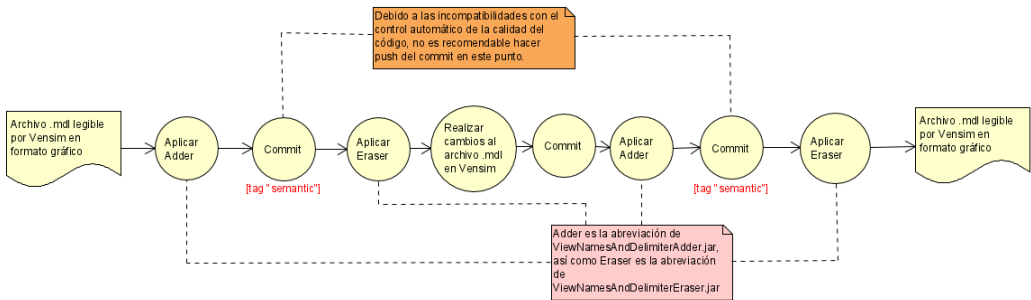 Debido a las incompatibilidades con el
control automático de la calidad del
código, no es recomendable hacer
push del commit en este punto.
Archivo .mdl legible
por Vensim en
formato gráfico
Aplicar
Adder
Commit
[tag "semantic"]
Aplicar
Eraser
Realizar
cambios al
archivo .mdl
en Vensim
Commit
Aplicar
Adder
Commit
[tag "semantic"]
Aplicar
Eraser
Archivo .mdl legible
por Vensim en
formato gráfico
Adder es la abreviación de
ViewNamesAndDelimiterAdder.jar,
así como Eraser es la abreviación
de
ViewNamesAndDelimiterEraser.jar